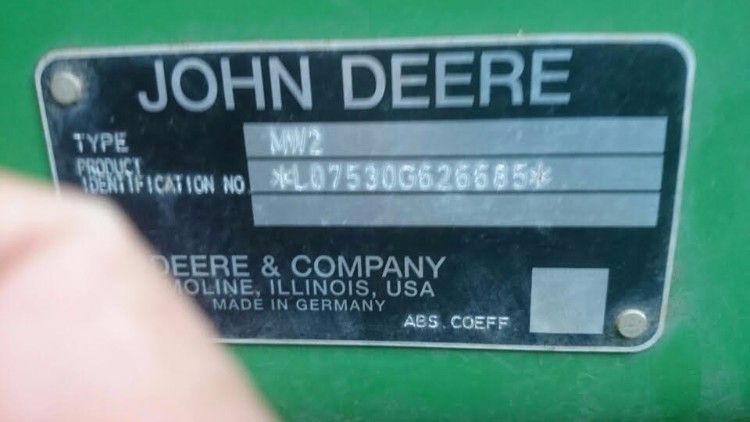 JOHN DEERE
TYPE MW2
PRODUCT
IDENTIFICATION NO *L07530G626685*
DEERE & COMPANY
MOLINE, ILLINOIS, USA
MADE IN GERMANY
ABS.COEFF